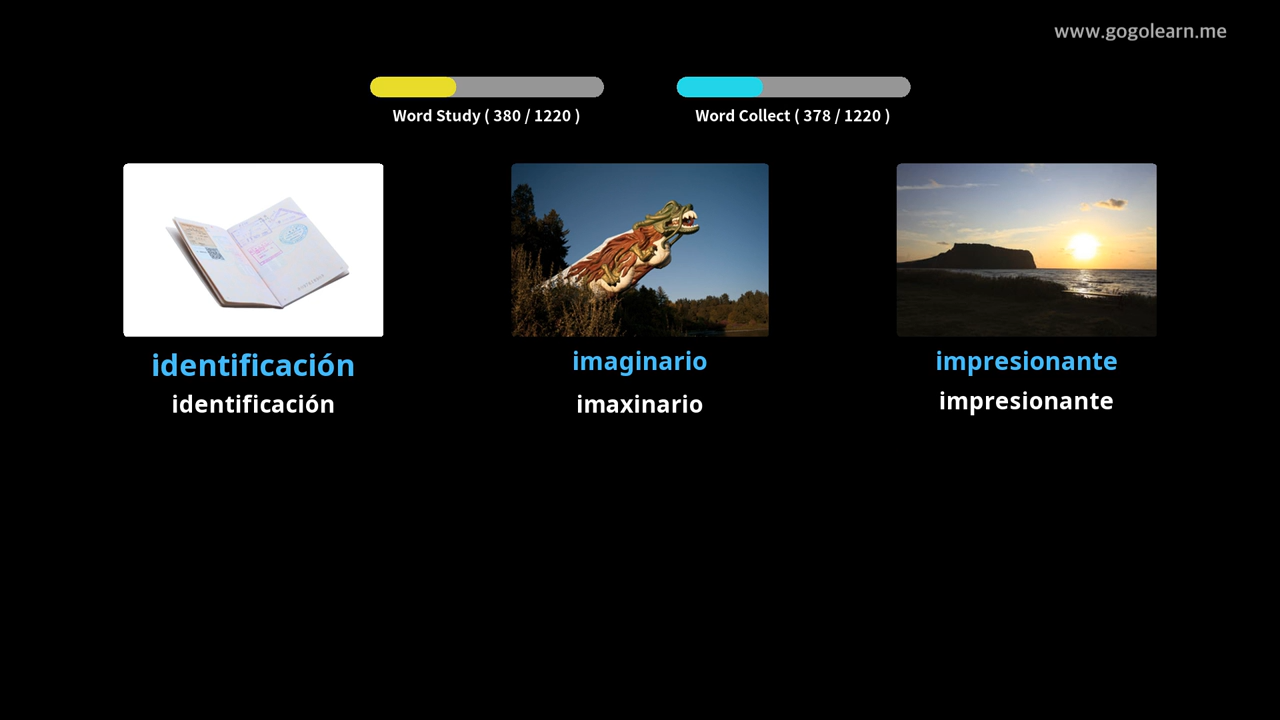 www.gogolearn.me
Word Study ( 380 / 1220 )
Word Collect ( 378 / 1220 )
identificación
identificación
imaginario
imaxinario
impresionante
impresionante